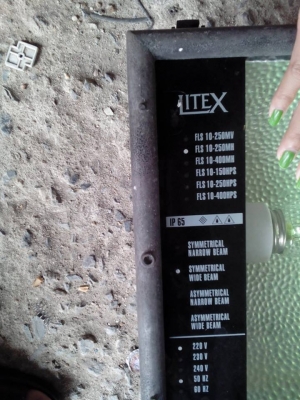 LITEX
FLS 10-250MV
FLS 10-250MH
FLS 10-400MH
FLS 10-150HPS
FLS 10-250HPS
FLS 10-400HPS
IP 65
SYMMETRICAL
NARROW BEAM
SYMMETRICAL
WIDE BEAM
ASYMMETRICAL
NARROW BEAM
ASYMMETRICAL
WIDE BEAM
220 V
230 V
240 V
50 HZ
60 HZ